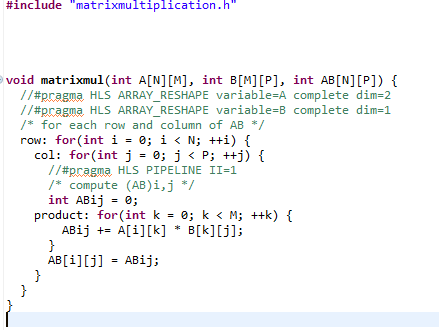 #include "matrixmultiplication.h"
void matrixmul(int A[N][M], int B[M][P], int AB[N][P]) {
//#pragma HLS ARRAY_RESHAPE variable=A complete dim=2
//#pragma HLS ARRAY_RESHAPE variable=B complete dim=1
/* for each row and column of AB */
row: for(int i = 0; i < N; ++i) {
col: for(int j = 0; j < P; ++j) {
//#pragma HLS PIPELINE II=1
/* compute (AB)i,j */
int ABij = 0;
product: for(int k = 0; k < M; ++k) {
ABij += A[i][k] * B[k][j];
}
AB[i][j] = ABij;
}
}
}